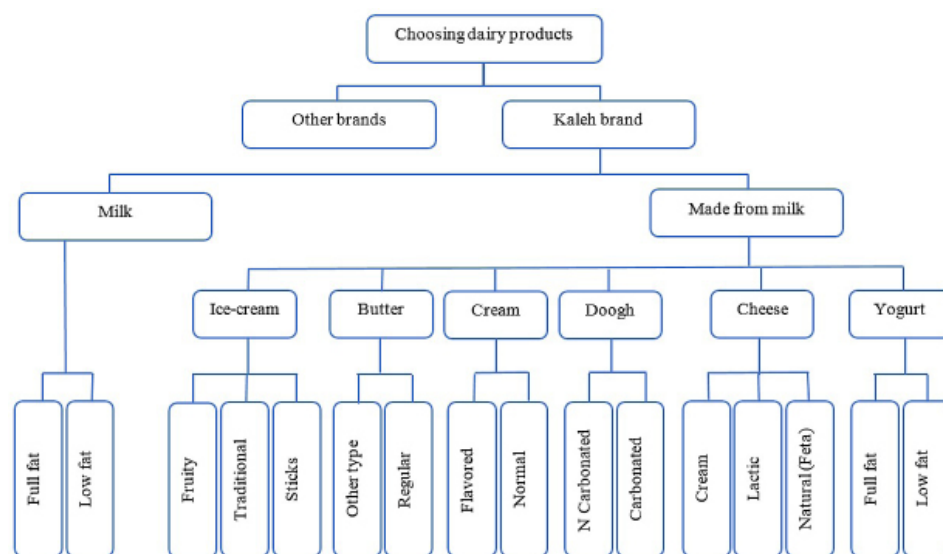 Choosing dairy products
Other brands
Kaleh brand
Milk
Made from milk
Ice-cream
Butter
Cream
Doogh
Cheese
Yogurt
Full fat
Low fat
Fruity
Traditional
Sticks
Other type
Regular
Flavored
Normal
N Carbonated
Carbonated
Cream
Lactic
Natural (Feta)
Full fat
Low fat